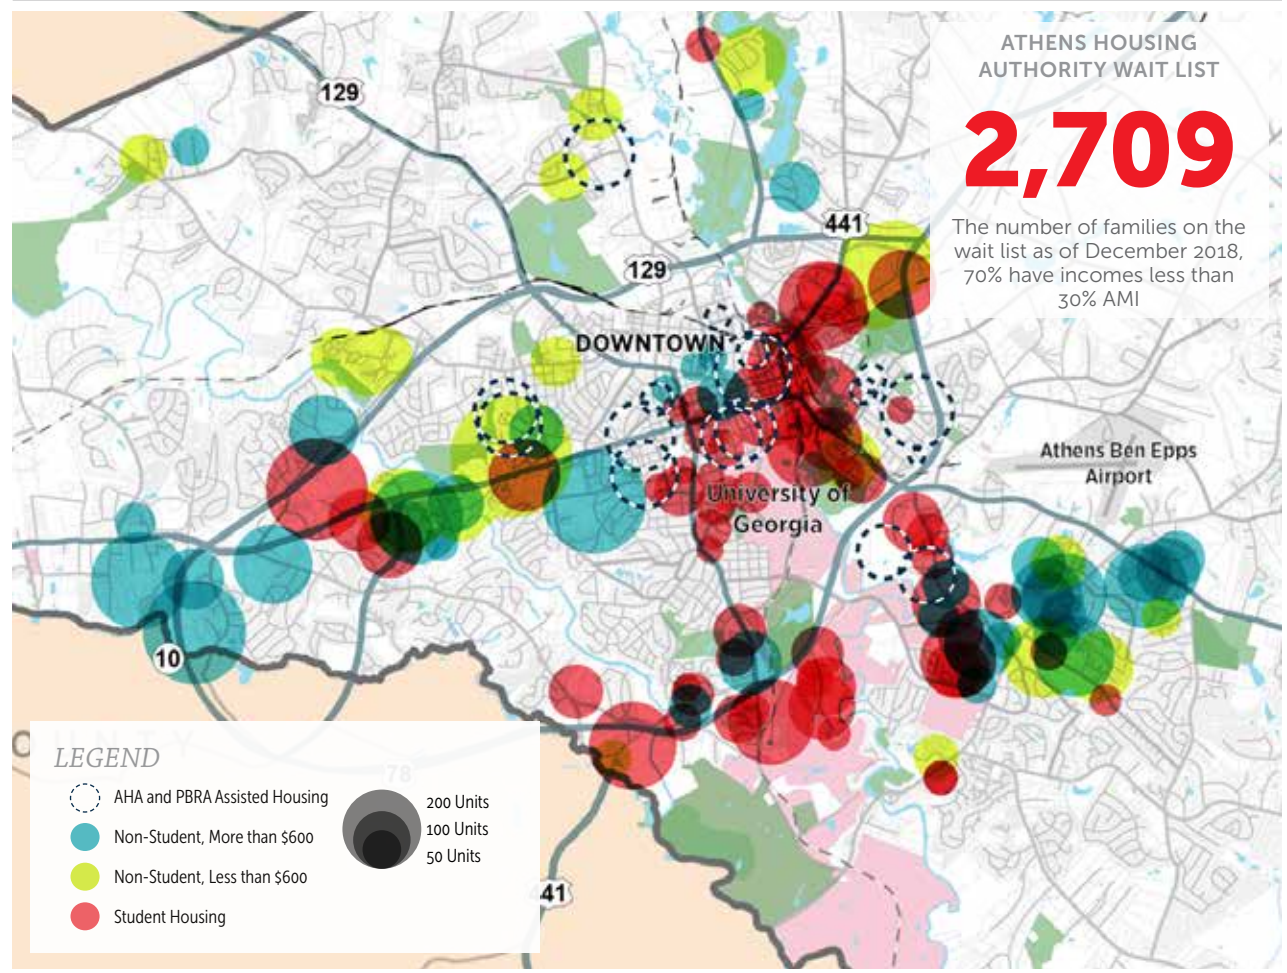 ATHENS HOUSING
AUTHORITY WAIT LIST
2,709
The number of families on the
wait list as of December 2018,
70% have incomes less than
30% AMI
129
441
129
DOWNTOWN
Athens Ben Epps
Airport
University of
Georgia
10
OUNTY
78
41
LEGEND
AHA and PBRA Assisted Housing
Non-Student, More than $600
Non-Student, Less than $600
Student Housing
200 Units
100 Units
50 Units